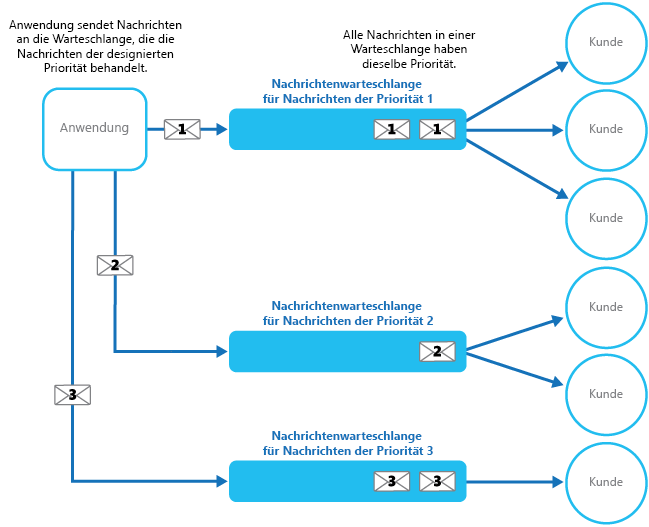 Anwendung sendet Nachrichten
an die Warteschlange, die die
Nachrichten der designierten
Priorität behandelt.
Alle Nachrichten in einer
Warteschlange haben
dieselbe Priorität.
Kunde
Nachrichtenwarteschlange
für Nachrichten der Priorität 1
Anwendung
1
1
1
Kunde
Kunde
2
Nachrichtenwarteschlange
für Nachrichten der Priorität 2
2
Kunde
Kunde
3
Nachrichtenwarteschlange
für Nachrichten der Priorität 3
3
3
Kunde